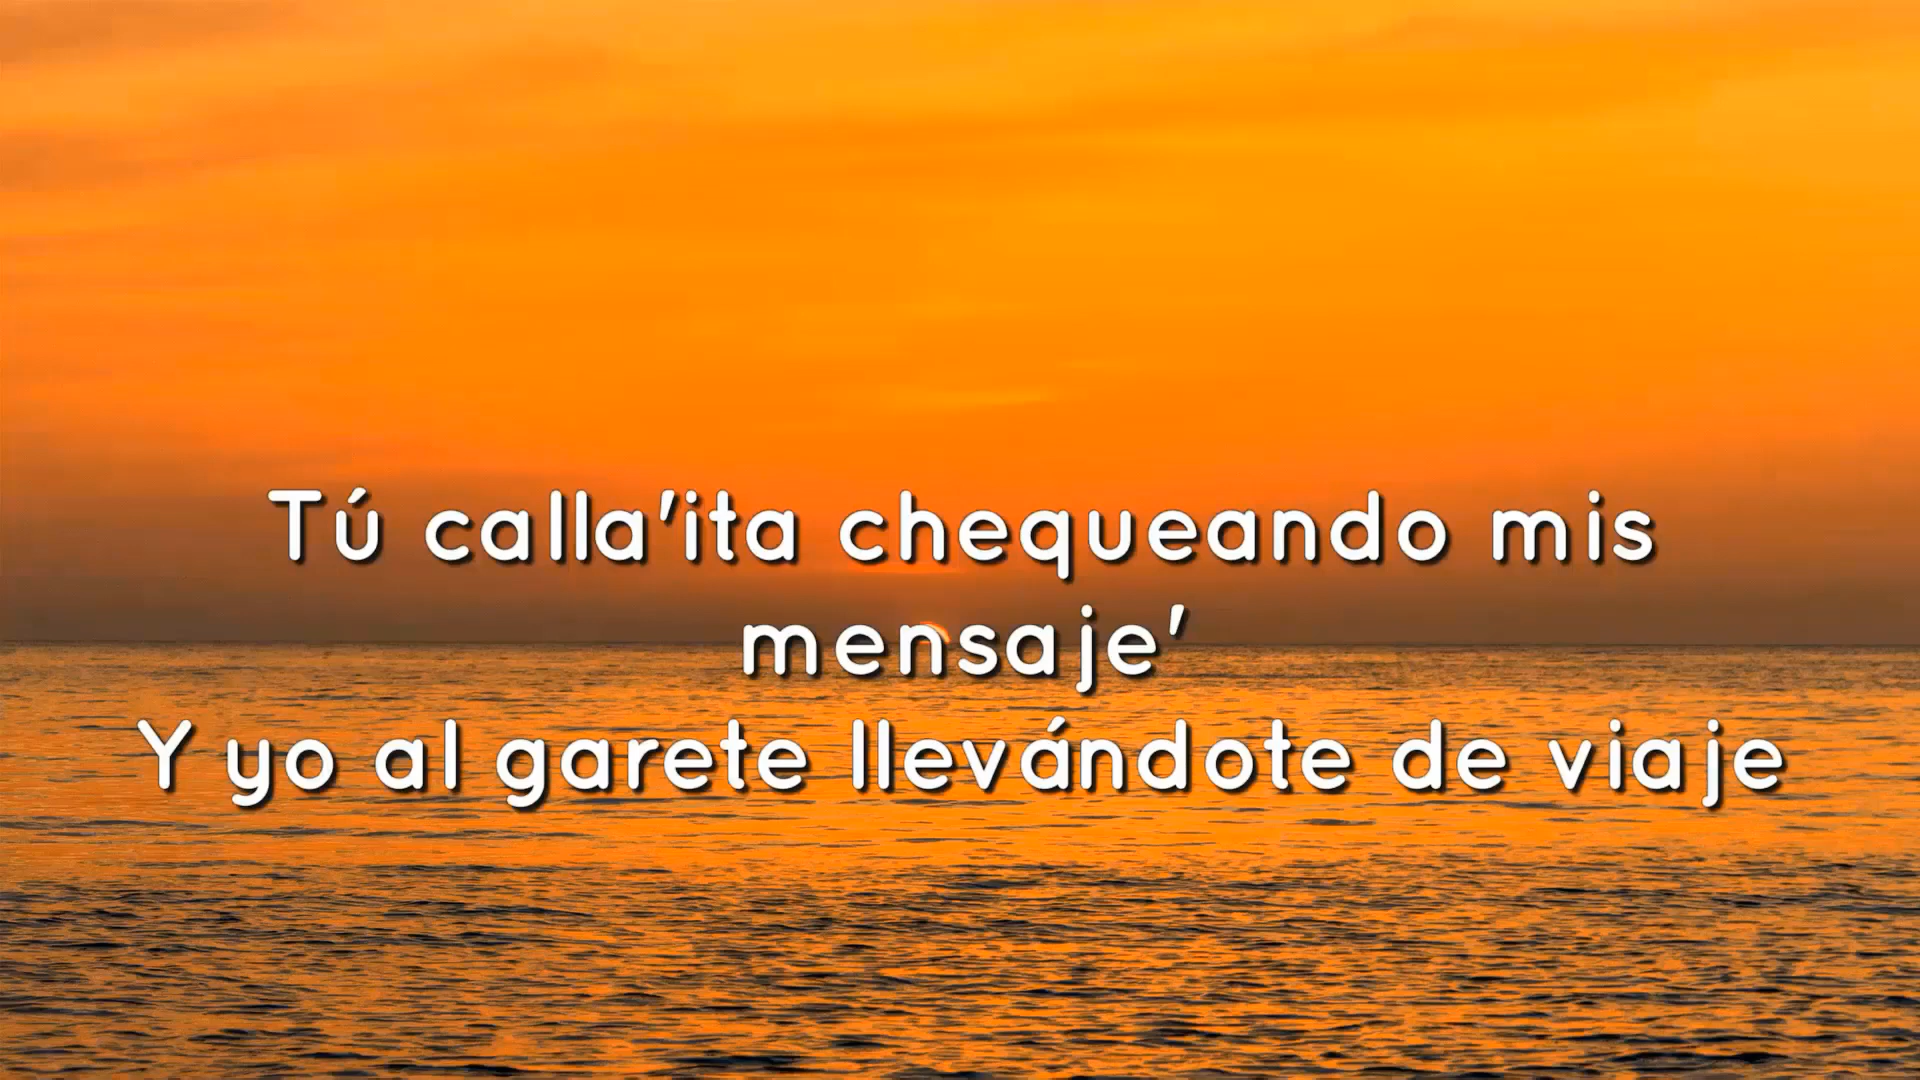 Tú calla'ita chequeando mis
mensaje'
Y yo al garete llevándote de viaje